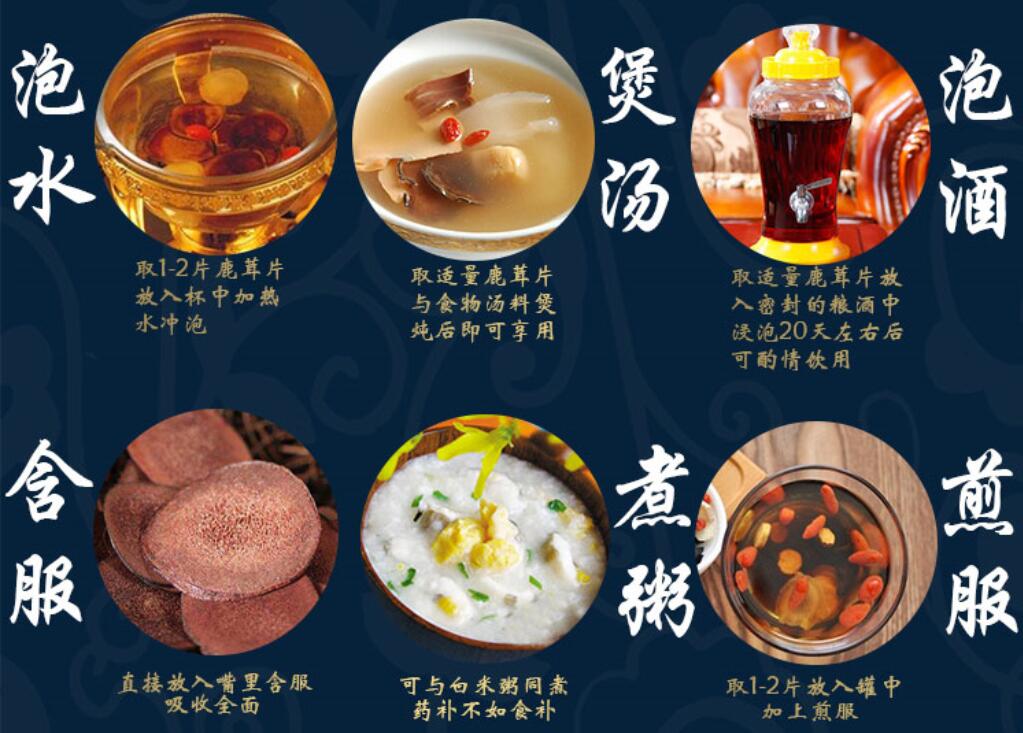 泡水
取1-2片鹿茸片
放入杯中加热
水冲泡
煲汤
取适量鹿茸片
与食物汤料煲
炖后即可享用
泡酒
取适量鹿茸片放
入密封的粮酒中
浸泡20天左右后
可酌情饮用
含服
直接放入嘴里含服
吸收全面
煮粥
可与白米粥同煮
药补不如食补
煎服
取1-2片放入罐中
加上煎服